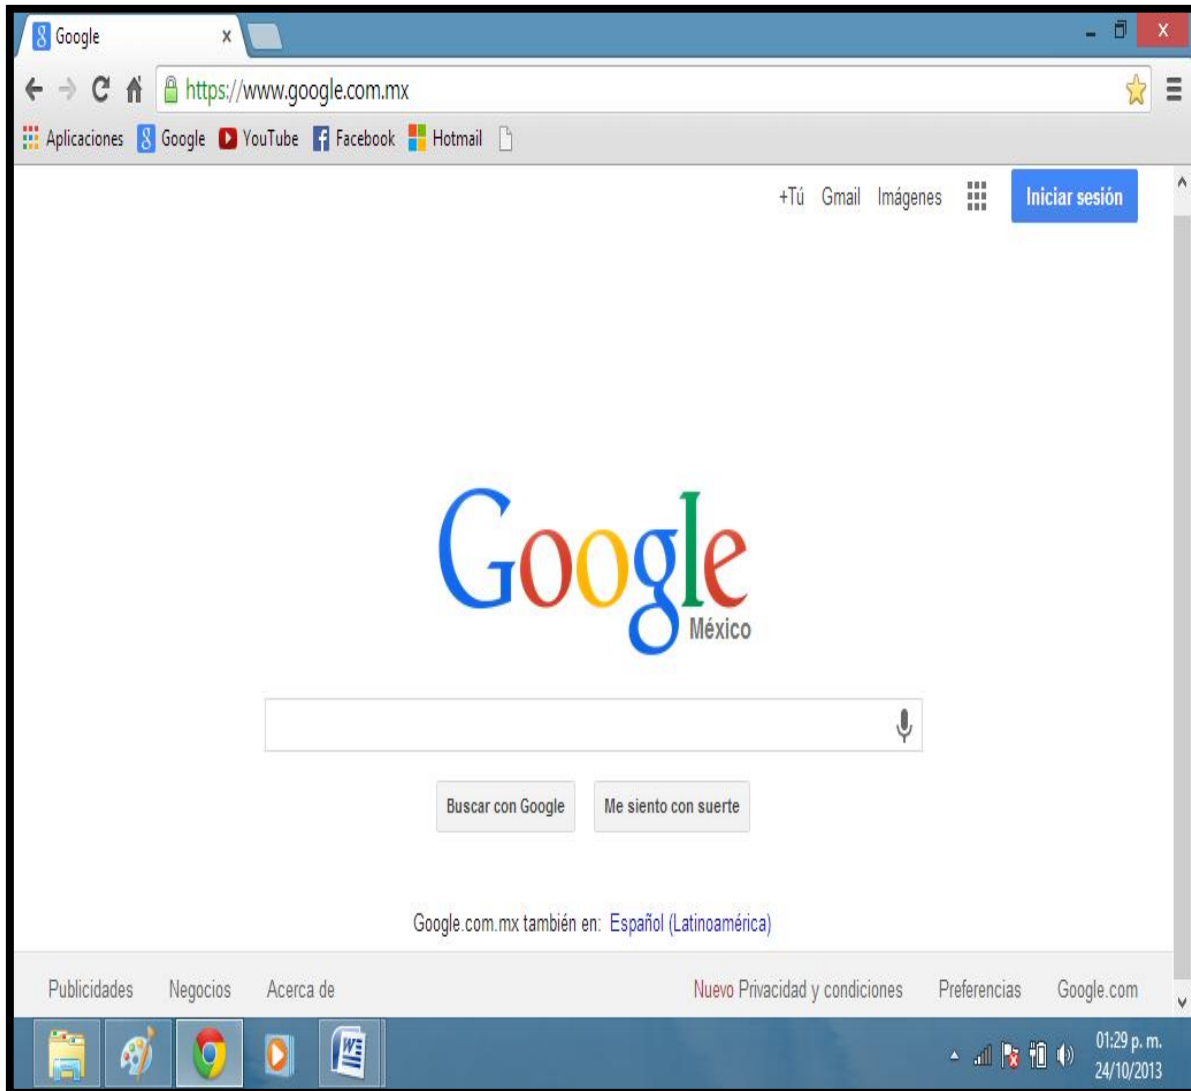 Google
https://www.google.com.mx
Aplicaciones Google YouTube Facebook Hotmail
+Tú Gmail Imágenes Iniciar sesión
Google
México
Buscar con Google Me siento con suerte
Google.com.mx también en: Español (Latinoamérica)
Publicidades Negocios Acerca de Nuevo Privacidad y condiciones Preferencias Google.com
01:29 p. m.
24/10/2013